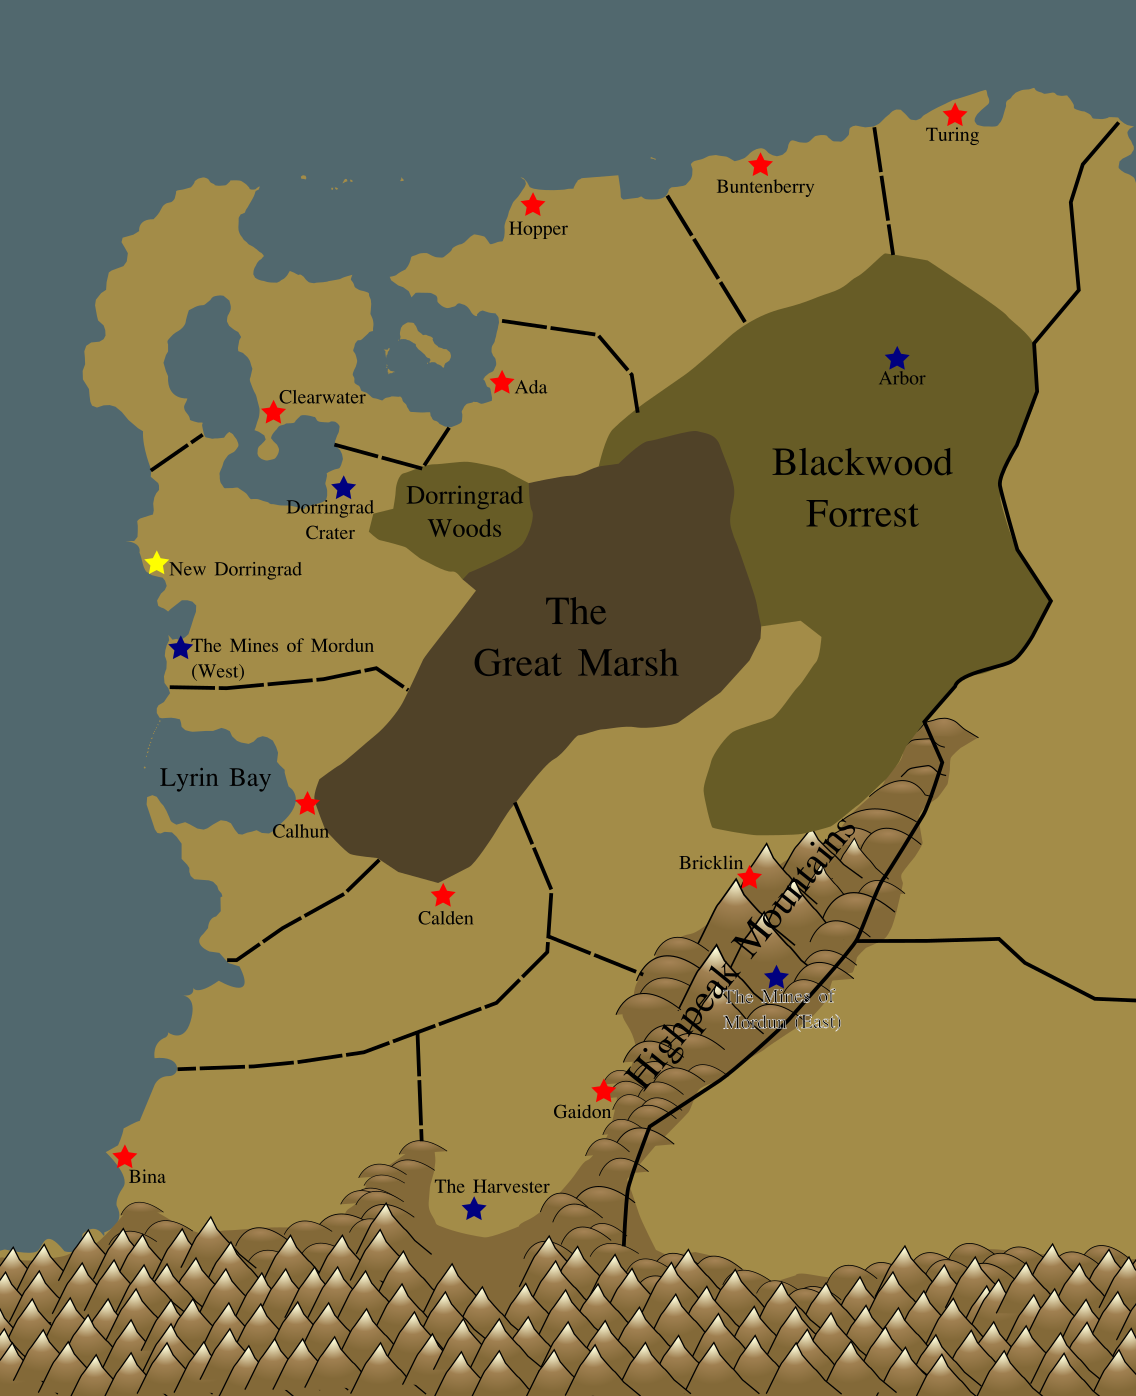 Turing
Buntenberry
Hopper
Arbor
Ada
Clearwater
Blackwood
Forrest
Dorringrad
Woods
Dorringrad
Crater
New Dorringrad
The
Great Marsh
The Mines of Mordun
(West)
Lyrin Bay
Calhun
Bricklin
Calden
Highpeak Mountains
The Mines of
Mordun (East)
Gaidon
Bina
The Harvester